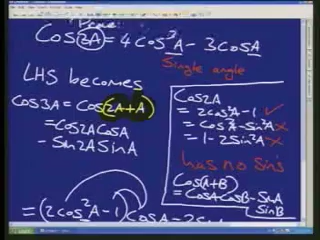 Prove
Cos3A = 4Cos³A - 3CosA
Single angle
LHS becomes
Cos3A = Cos(2A+A)
= Cos2ACosA
- Sin2ASinA
= (2cos²A-1)CosA - 2Sin
Cos2A
= 2cos²A-1 ✓
= Cos²A-Sin²A ×
= 1-2Sin²A ×
has no sin's
Cos(A+B)
= CosACosB-SinA
SinB